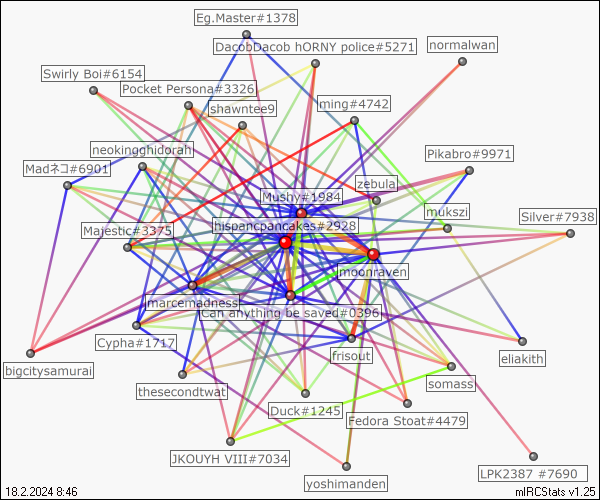 Eg.Master#1378
DacobDacob hORNY police#5271
normalwan
Swirly Boi#6154
Pocket Persona#3326
shawntee9
ming#4742
neokingghidorah
Pikabro#9971
Madネコ#6901
zebula
Mushy#1984
mukszi
Silver#7938
hispancpancakes#2928
Majestic#3375
moonraven
marcemadness
Can anything be saved#0396
Cypha#1717
frisout
eliakith
bigcitysamurai
thesecondtwat
somass
Duck#1245
Fedora Stoat#4479
JKOUYH VIII#7034
LPK2387 #7690
yoshimanden
18.2.2024 8:46
mIRCStats v1.25